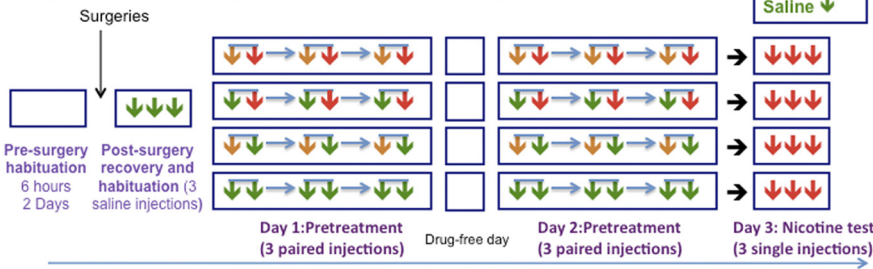 Surgeries
Saline
Pre-surgery
habituation
6 hours
2 Days
Post-surgery
recovery and
habituation (3
saline injections)
Day 1:Pretreatment
(3 paired injections)
Drug-free day
Day 2:Pretreatment
(3 paired injections)
Day 3: Nicotine test
(3 single injections)